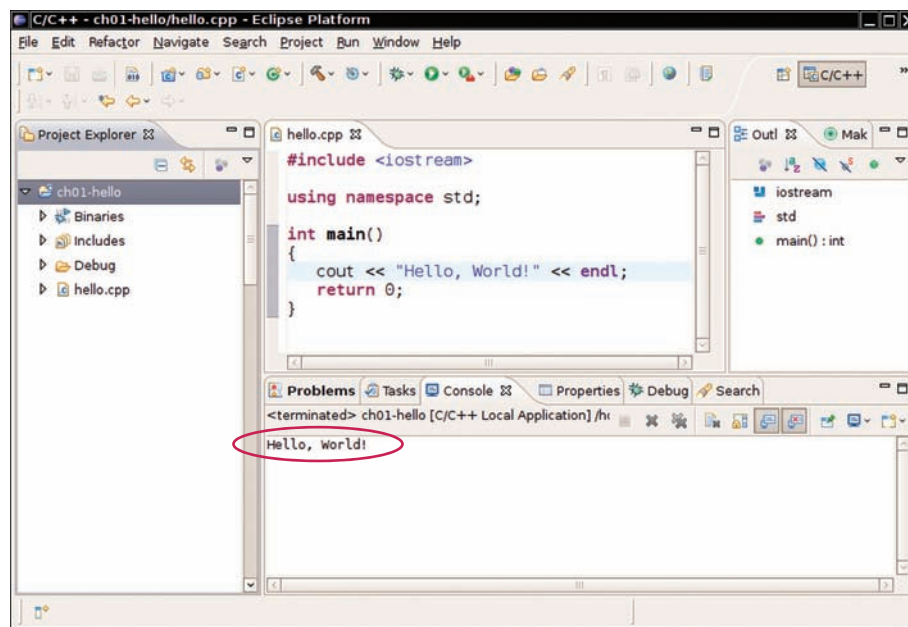 C/C++ - ch01-hello/hello.cpp - Eclipse Platform
File Edit Refactor Navigate Search Project Run Window Help
C/C++
Project Explorer
ch01-hello
Binaries
Includes
Debug
hello.cpp
hello.cpp
#include <iostream>
using namespace std;
int main()
{
cout << "Hello, World!" << endl;
return 0;
}
Outl Mak
iostream
std
main() : int
Problems Tasks Console Properties Debug Search
<terminated> ch01-hello [C/C++ Local Application]
Hello, World!